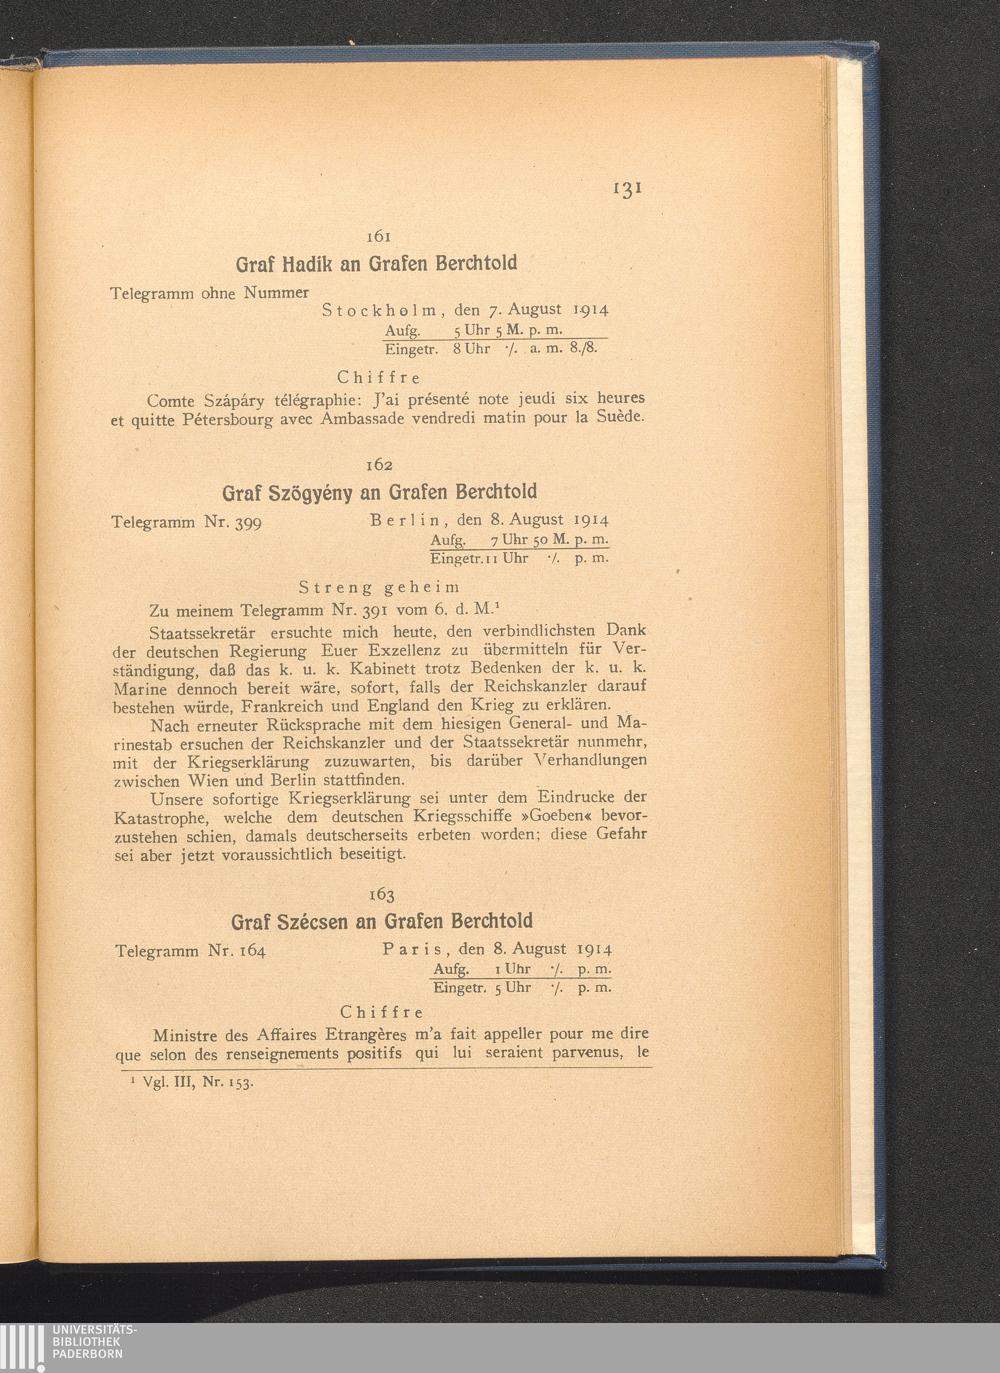 131
161
Graf Hadik an Grafen Berchtold
Telegramm ohne Nummer
Stockholm, den 7. August 1914
Aufg. 5 Uhr 5 M. p. m.
Eingetr. 8 Uhr ·/. a. m. 8./8.
Chiffre
Comte Szápáry télégraphie: J'ai présenté note jeudi six heures
et quitte Pétersbourg avec Ambassade vendredi matin pour la Suède.
162
Graf Szögyény an Grafen Berchtold
Telegramm Nr. 399 Berlin, den 8. August 1914
Aufg. 7 Uhr 50 M. p. m.
Eingetr. 11 Uhr ·/. p. m.
Streng geheim
Zu meinem Telegramm Nr. 391 vom 6. d. M.¹
Staatssekretär ersuchte mich heute, den verbindlichsten Dank
der deutschen Regierung Euer Exzellenz zu übermitteln für Ver-
ständigung, daß das k. u. k. Kabinett trotz Bedenken der k. u. k.
Marine dennoch bereit wäre, sofort, falls der Reichskanzler darauf
bestehen würde, Frankreich und England den Krieg zu erklären.
Nach erneuter Rücksprache mit dem hiesigen General- und Ma-
rinestab ersuchen der Reichskanzler und der Staatssekretär nunmehr,
mit der Kriegserklärung zuzuwarten, bis darüber Verhandlungen
zwischen Wien und Berlin stattfinden.
Unsere sofortige Kriegserklärung sei unter dem Eindrucke der
Katastrophe, welche dem deutschen Kriegsschiffe »Goeben« bevor-
zustehen schien, damals deutscherseits erbeten worden; diese Gefahr
sei aber jetzt voraussichtlich beseitigt.
163
Graf Szécsen an Grafen Berchtold
Telegramm Nr. 164 Paris, den 8. August 1914
Aufg. 1 Uhr ·/. p. m.
Eingetr. 5 Uhr ·/. p. m.
Chiffre
Ministre des Affaires Etrangères m'a fait appeller pour me dire
que selon des renseignements positifs qui lui seraient parvenus, le
¹ Vgl. III, Nr. 153.
UNIVERSITÄTS-
BIBLIOTHEK
PADERBORN